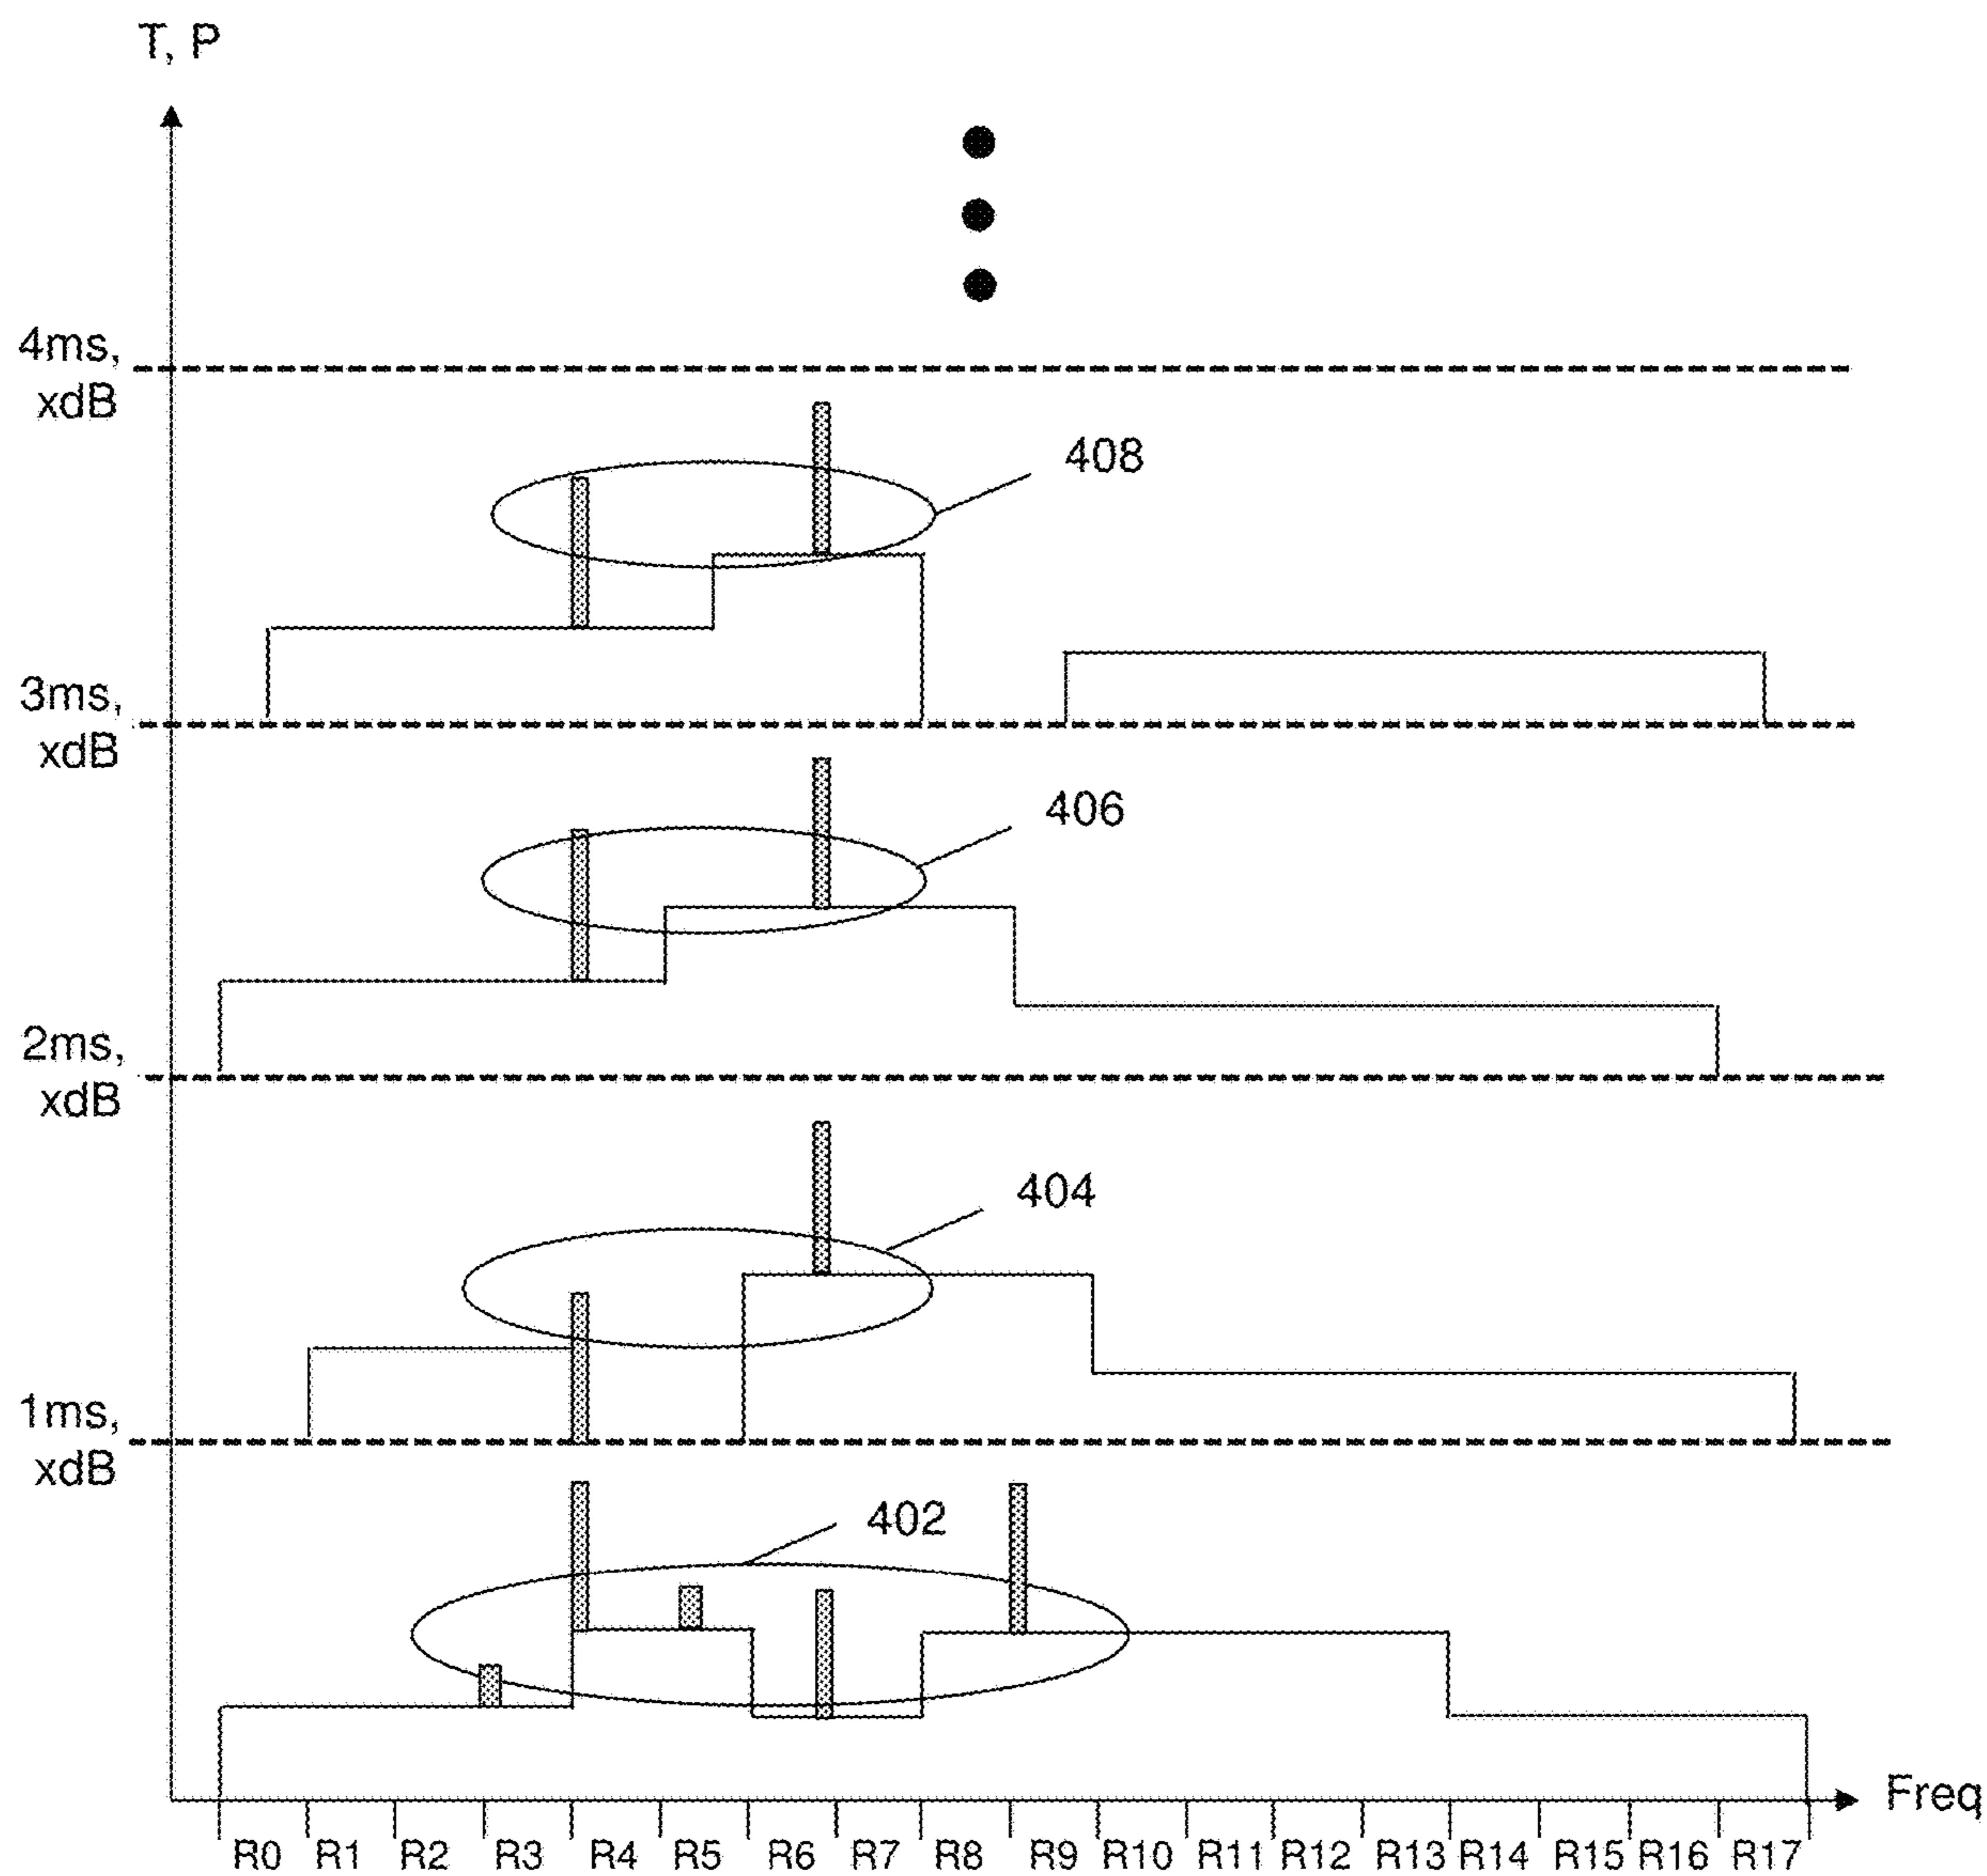 T, P
4ms,
xdB
408
3ms,
xdB
406
2ms,
xdB
404
1ms,
xdB
402
Freq
R0 R1 R2 R3 R4 R5 R6 R7 R8 R9 R10 R11 R12 R13 R14 R15 R16 R17